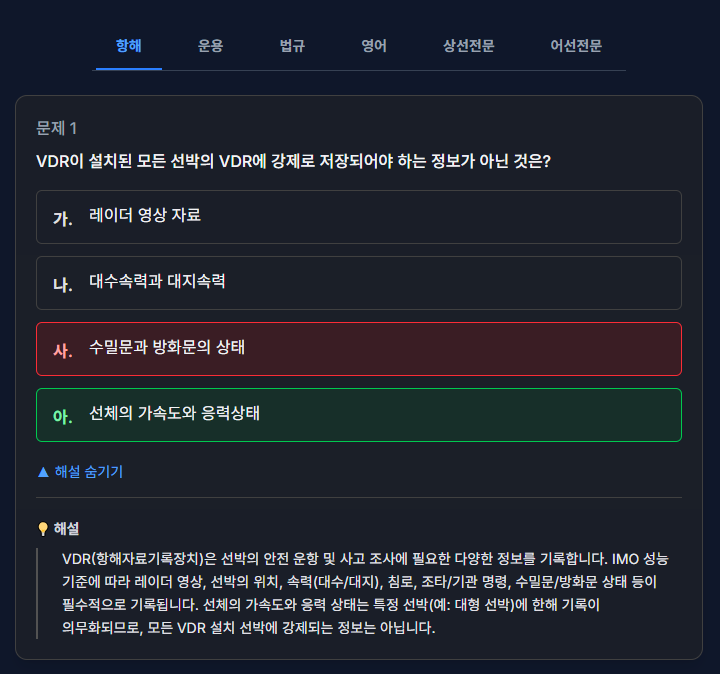 항해 운용 법규 영어 상선전문 어선전문
문제 1
VDR이 설치된 모든 선박의 VDR에 강제로 저장되어야 하는 정보가 아닌 것은?
가. 레이더 영상 자료
나. 대수속력과 대지속력
사. 수밀문과 방화문의 상태
아. 선체의 가속도와 응력상태
▲ 해설 숨기기
💡 해설
VDR(항해자료기록장치)은 선박의 안전 운항 및 사고 조사에 필요한 다양한 정보를 기록합니다. IMO 성능
기준에 따라 레이더 영상, 선박의 위치, 속력(대수/대지), 침로, 조타/기관 명령, 수밀문/방화문 상태 등이
필수적으로 기록됩니다. 선체의 가속도와 응력 상태는 특정 선박(예: 대형 선박)에 한해 기록이
의무화되므로, 모든 VDR 설치 선박에 강제되는 정보는 아닙니다.